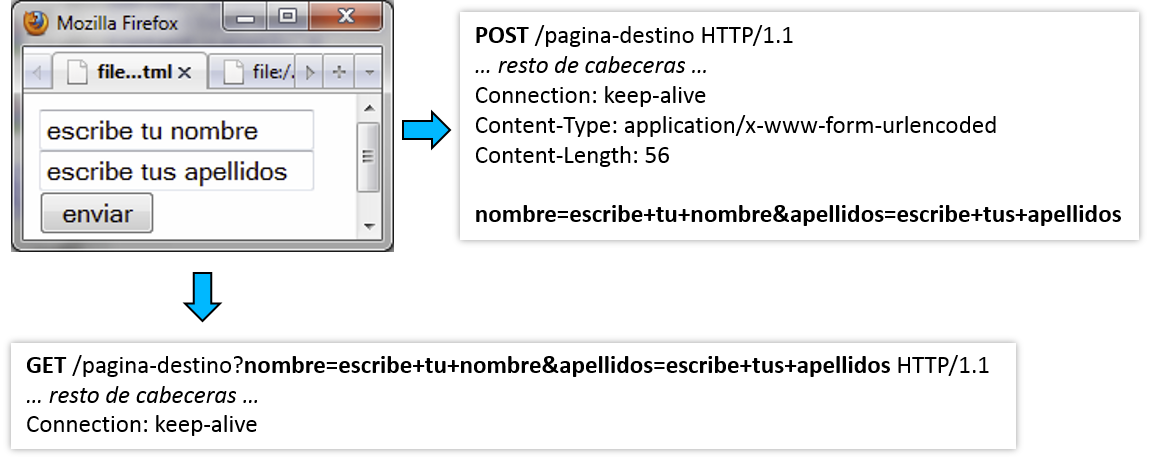 Mozilla Firefox
file...tml
file:/.
escribe tu nombre
escribe tus apellidos
enviar
POST /pagina-destino HTTP/1.1
... resto de cabeceras ...
Connection: keep-alive
Content-Type: application/x-www-form-urlencoded
Content-Length: 56
nombre=escribe+tu+nombre&apellidos=escribe+tus+apellidos
GET /pagina-destino?nombre=escribe+tu+nombre&apellidos=escribe+tus+apellidos HTTP/1.1
... resto de cabeceras ...
Connection: keep-alive